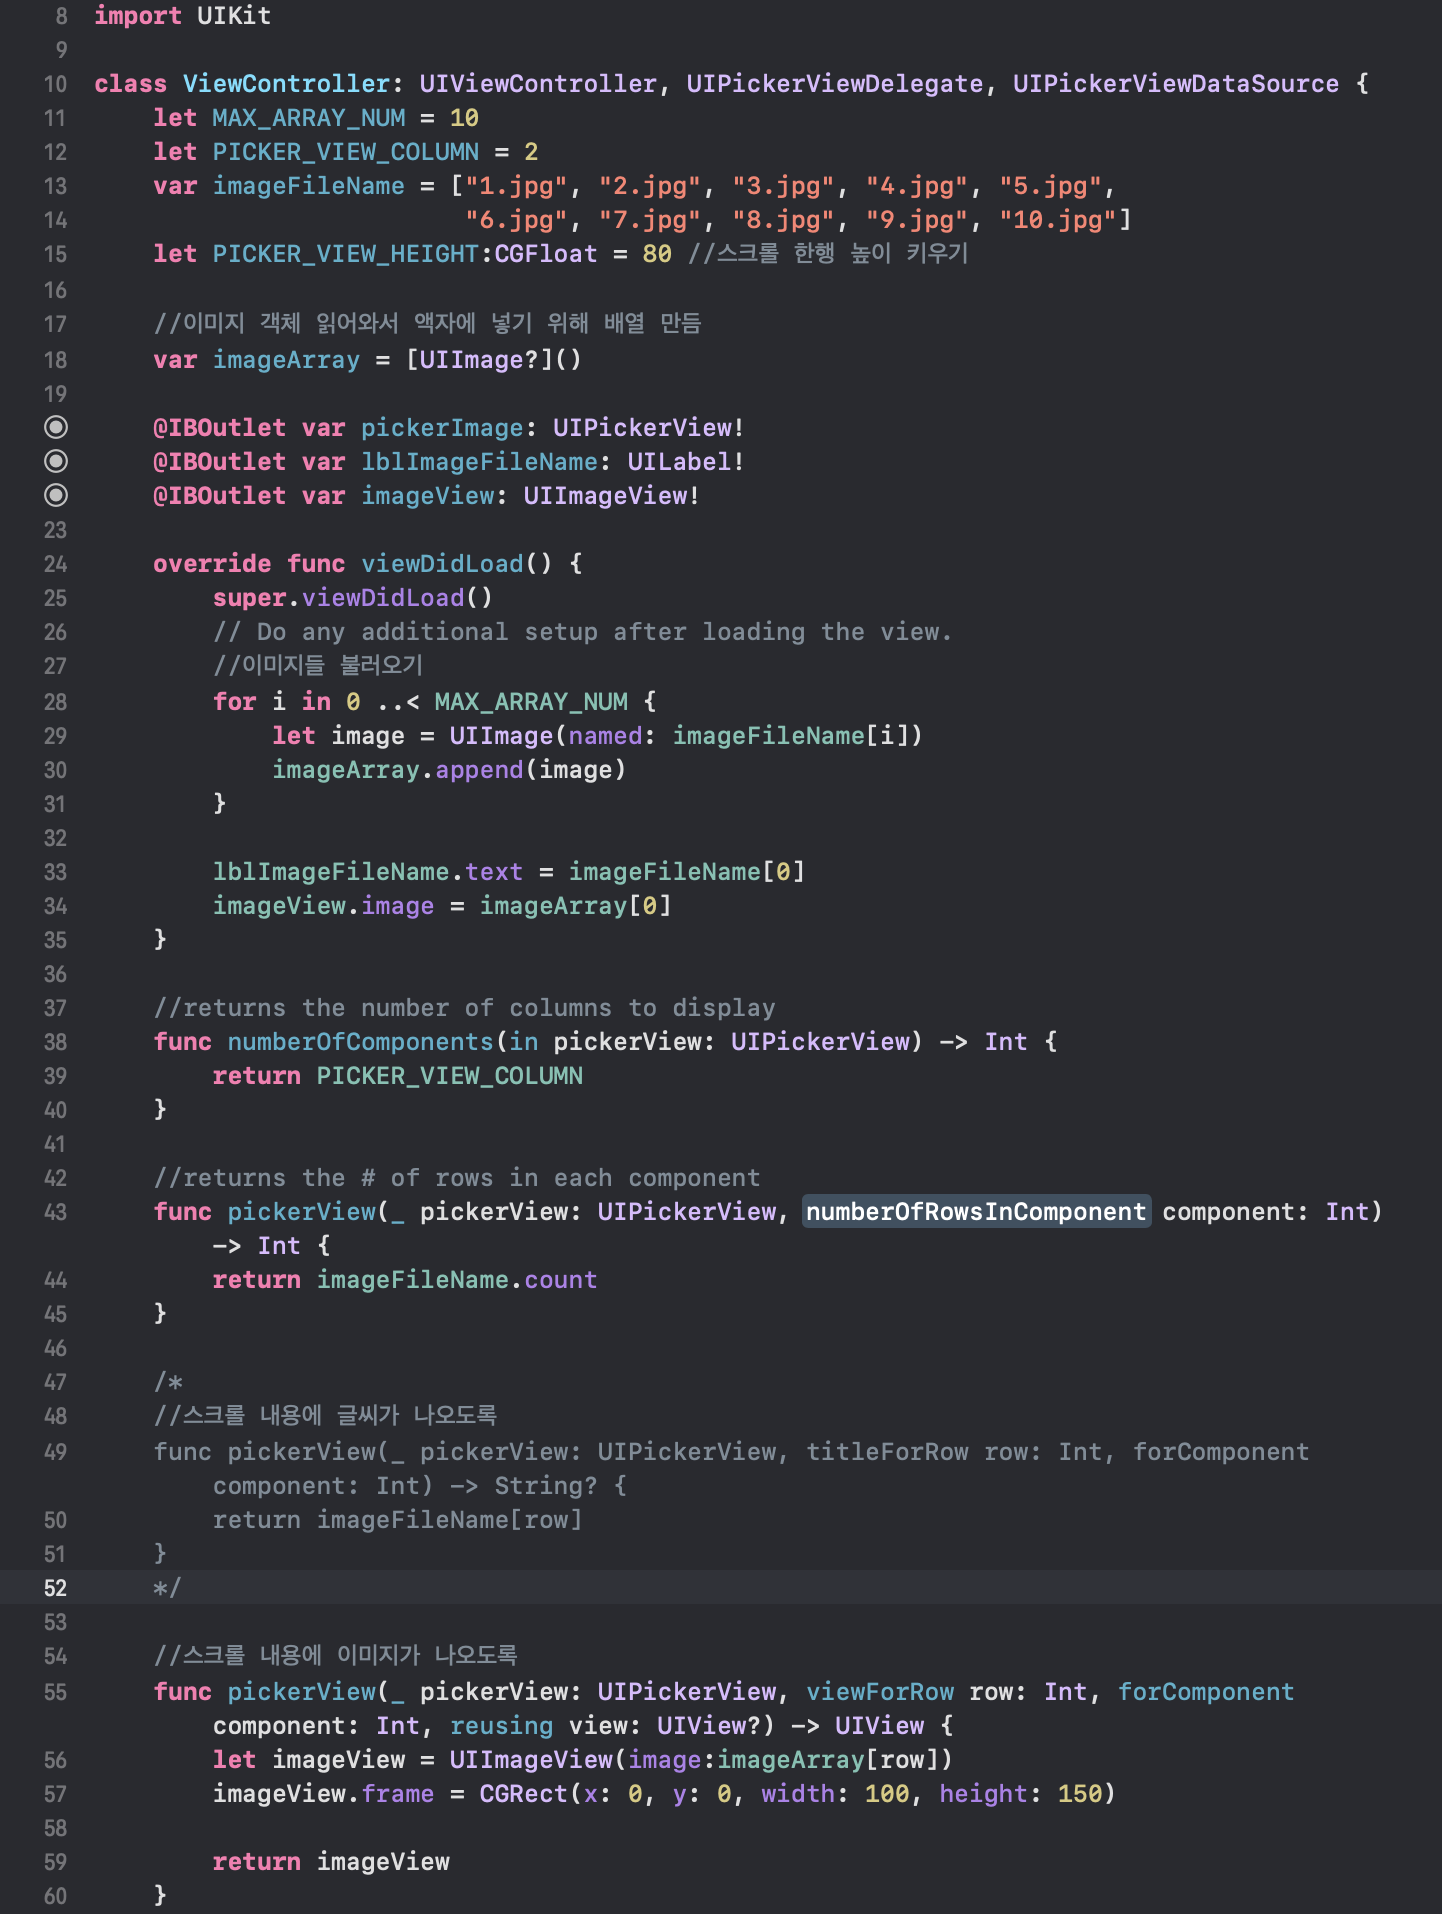 8 import UIKit
9
10 class ViewController: UIViewController, UIPickerViewDelegate, UIPickerViewDataSource {
11     let MAX_ARRAY_NUM = 10
12     let PICKER_VIEW_COLUMN = 2
13     var imageFileName = ["1.jpg", "2.jpg", "3.jpg", "4.jpg", "5.jpg",
14                          "6.jpg", "7.jpg", "8.jpg", "9.jpg", "10.jpg"]
15     let PICKER_VIEW_HEIGHT:CGFloat = 80 //스크롤 한행 높이 키우기
16
17     //이미지 객체 읽어와서 액자에 넣기 위해 배열 만듬
18     var imageArray = [UIImage?]()
19
    @IBOutlet var pickerImage: UIPickerView!
    @IBOutlet var lblImageFileName: UILabel!
    @IBOutlet var imageView: UIImageView!
23
24     override func viewDidLoad() {
25         super.viewDidLoad()
26         // Do any additional setup after loading the view.
27         //이미지들 불러오기
28         for i in 0 ..< MAX_ARRAY_NUM {
29             let image = UIImage(named: imageFileName[i])
30             imageArray.append(image)
31         }
32
33         lblImageFileName.text = imageFileName[0]
34         imageView.image = imageArray[0]
35     }
36
37     //returns the number of columns to display
38     func numberOfComponents(in pickerView: UIPickerView) -> Int {
39         return PICKER_VIEW_COLUMN
40     }
41
42     //returns the # of rows in each component
43     func pickerView(_ pickerView: UIPickerView, numberOfRowsInComponent component: Int)
        -> Int {
44         return imageFileName.count
45     }
46
47     /*
48     //스크롤 내용에 글씨가 나오도록
49     func pickerView(_ pickerView: UIPickerView, titleForRow row: Int, forComponent
        component: Int) -> String? {
50         return imageFileName[row]
51     }
52     */
53
54     //스크롤 내용에 이미지가 나오도록
55     func pickerView(_ pickerView: UIPickerView, viewForRow row: Int, forComponent
        component: Int, reusing view: UIView?) -> UIView {
56         let imageView = UIImageView(image:imageArray[row])
57         imageView.frame = CGRect(x: 0, y: 0, width: 100, height: 150)
58
59         return imageView
60     }